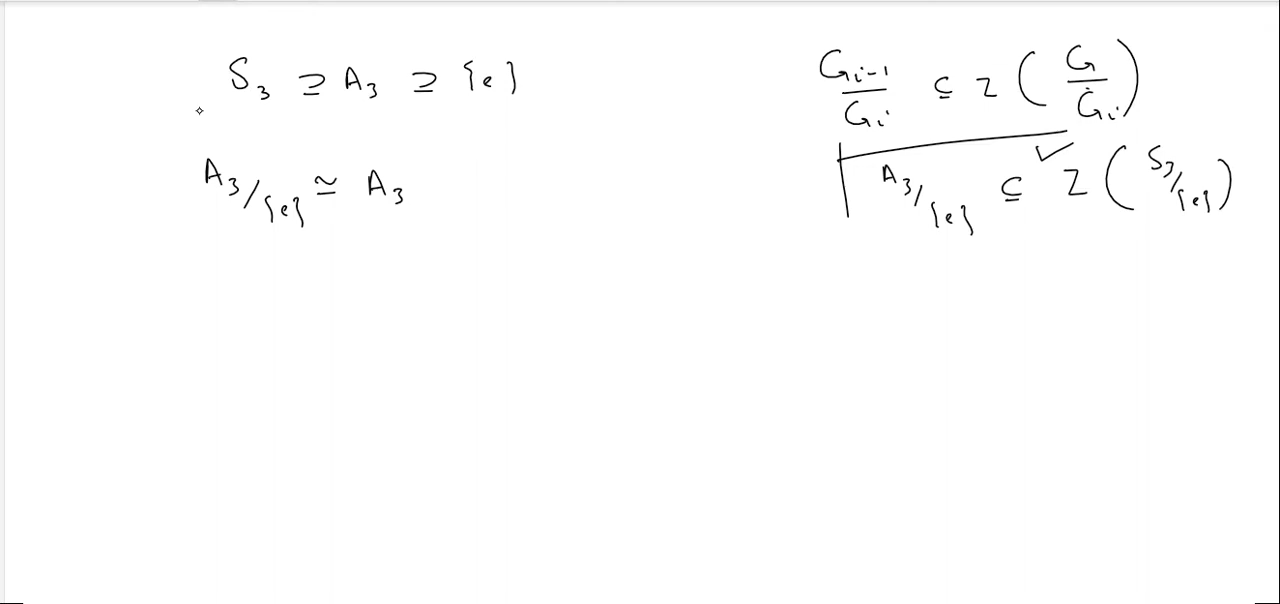 S₃ ⊇ A₃ ⊇ {e}
G_{i-1}/G_i ⊆ Z(G/G_i)
A₃/{e} ≃ A₃
A₃/{e} ⊆ Z(S₃/{e}) ✓